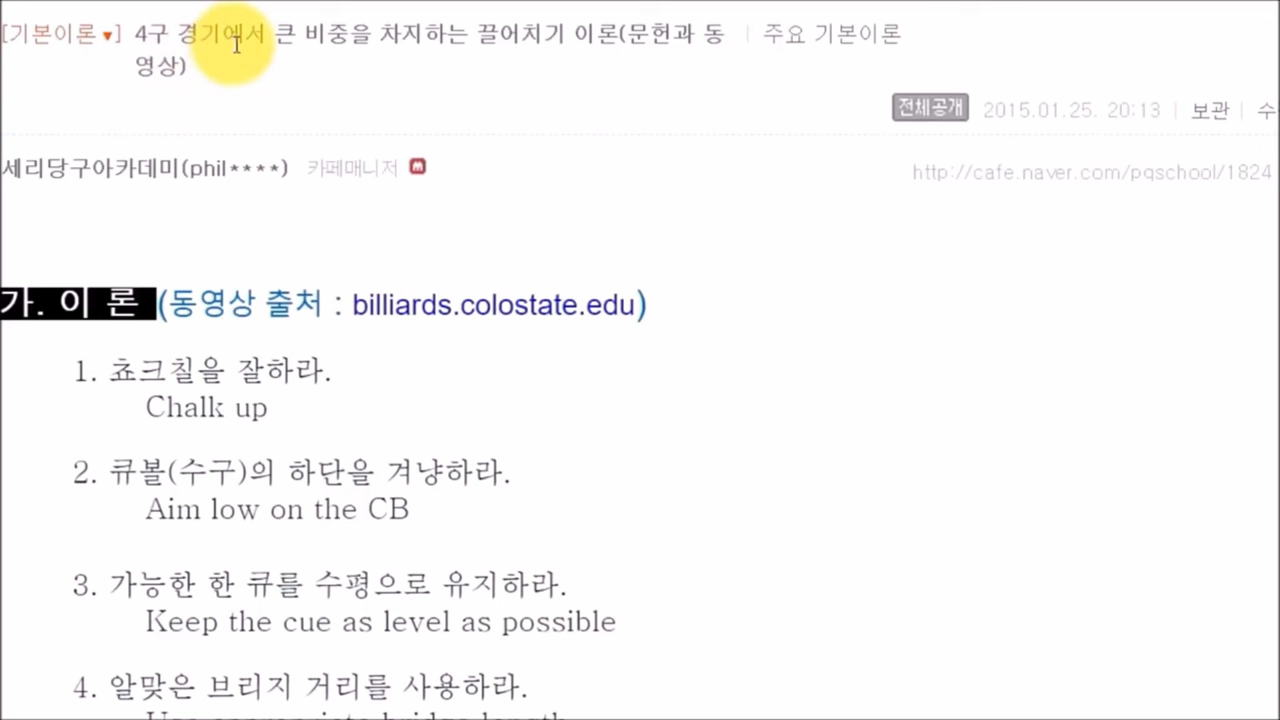 [기본이론▼] 4구 경기에서 큰 비중을 차지하는 끌어치기 이론(문헌과 동영상) | 주요 기본이론
전체공개 2015.01.25. 20:13 | 보관 | 수
세리당구아카데미(phil****) 카페매니저
http://cafe.naver.com/pqschool/1824
가. 이 론 (동영상 출처 : billiards.colostate.edu)
1. 쵸크칠을 잘하라.
Chalk up
2. 큐볼(수구)의 하단을 겨냥하라.
Aim low on the CB
3. 가능한 한 큐를 수평으로 유지하라.
Keep the cue as level as possible
4. 알맞은 브리지 거리를 사용하라.
Use appropriate bridge length